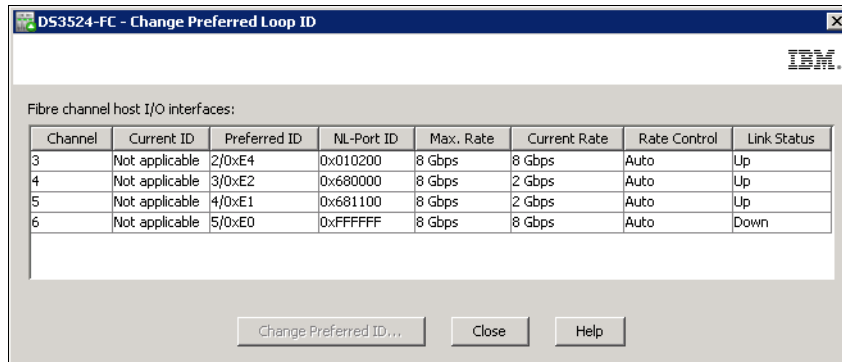 DS3524-FC - Change Preferred Loop ID
IBM.
Fibre channel host I/O interfaces:
Channel Current ID Preferred ID NL-Port ID Max. Rate Current Rate Rate Control Link Status
3 Not applicable 2/0xE4 0x010200 8 Gbps 8 Gbps Auto Up
4 Not applicable 3/0xE2 0x680000 8 Gbps 2 Gbps Auto Up
5 Not applicable 4/0xE1 0x681100 8 Gbps 2 Gbps Auto Up
6 Not applicable 5/0xE0 0xFFFFFF 8 Gbps 8 Gbps Auto Down
Change Preferred ID... Close Help